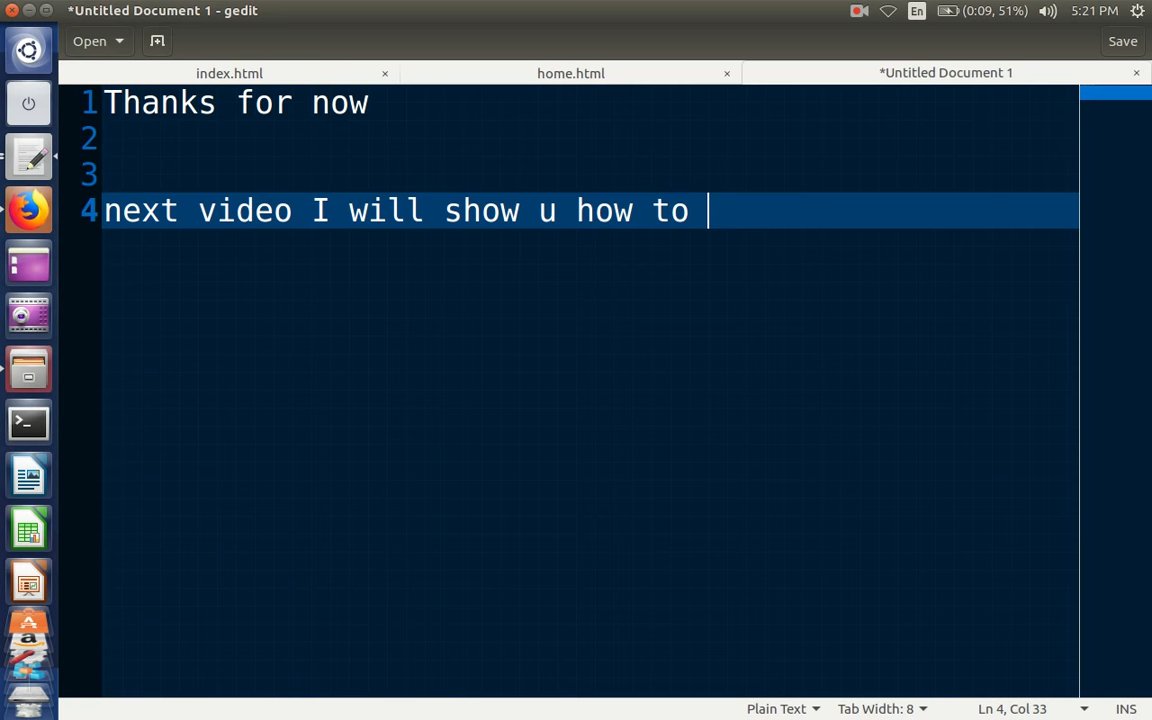 *Untitled Document 1 - gedit
En
(0:09, 51%)
5:21 PM
Open
Save
index.html
home.html
*Untitled Document 1
1 Thanks for now
2
3
4 next video I will show u how to
Plain Text
Tab Width: 8
Ln 4, Col 33
INS